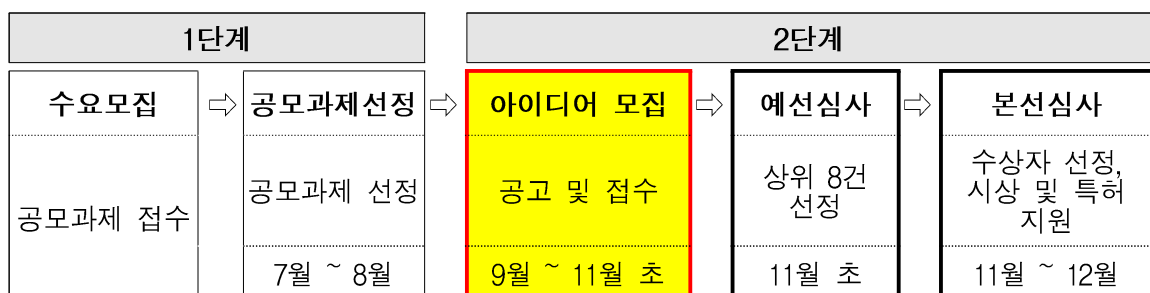 1단계
2단계
수요모집 ⇨ 공모과제선정 ⇨ 아이디어 모집 ⇨ 예선심사 ⇨ 본선심사
공모과제 접수
공모과제 선정
7월 ~ 8월
공고 및 접수
9월 ~ 11월 초
상위 8건
선정
11월 초
수상자 선정,
시상 및 특허
지원
11월 ~ 12월